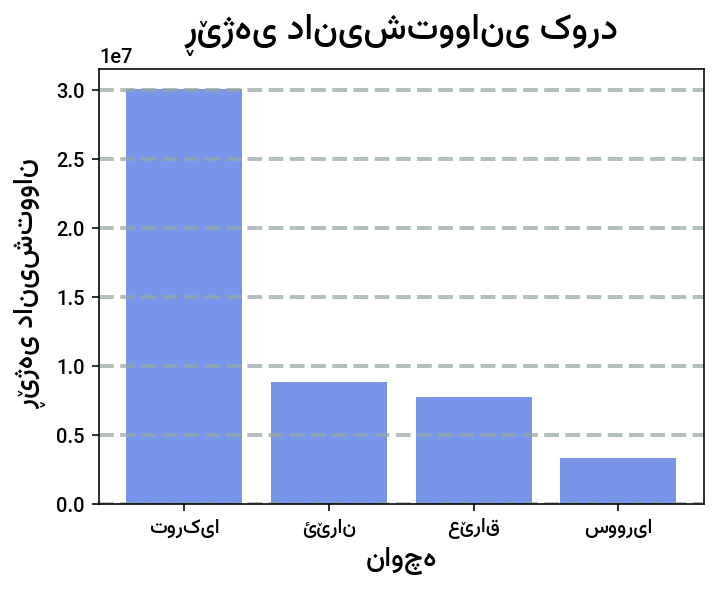 ڕێژەی دانیشتووانی کورد
1e7
3.0
2.5
2.0
1.5
1.0
0.5
0.0
ڕێژەی دانیشتووان
تورکیا
ئێران
عێراق
سووریا
ناوچە